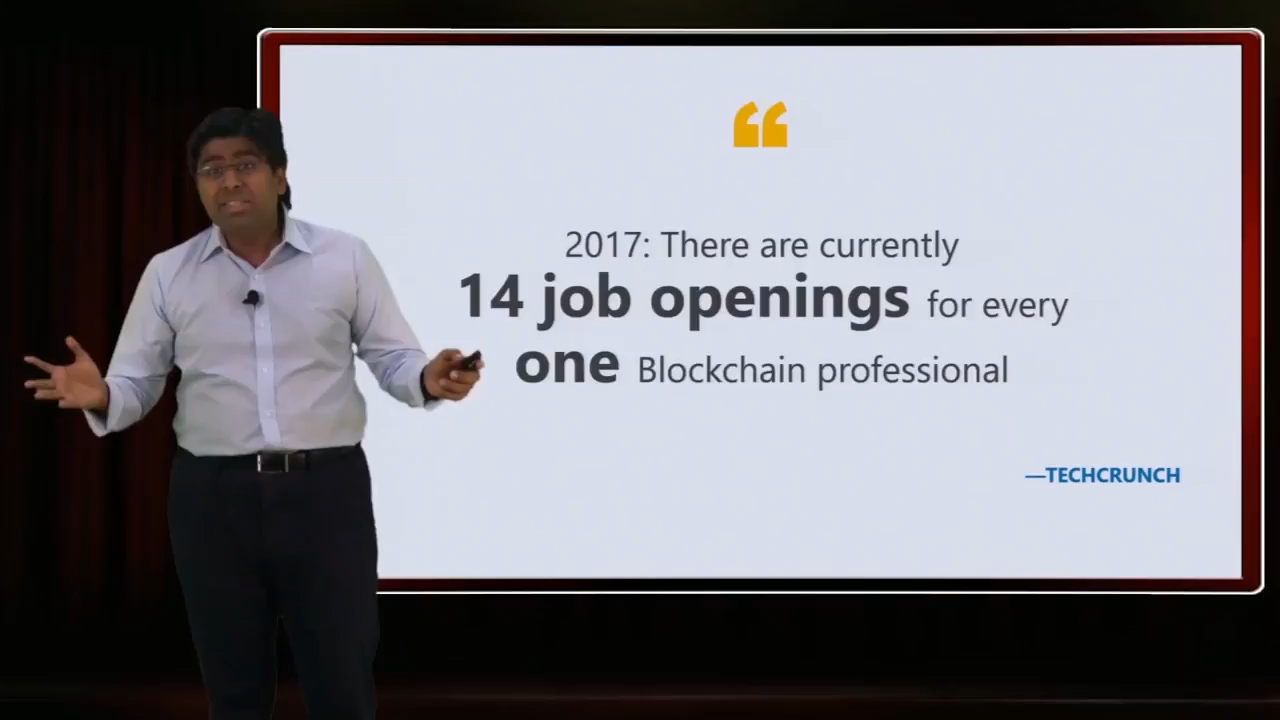 “
2017: There are currently
14 job openings for every
one Blockchain professional
—TECHCRUNCH